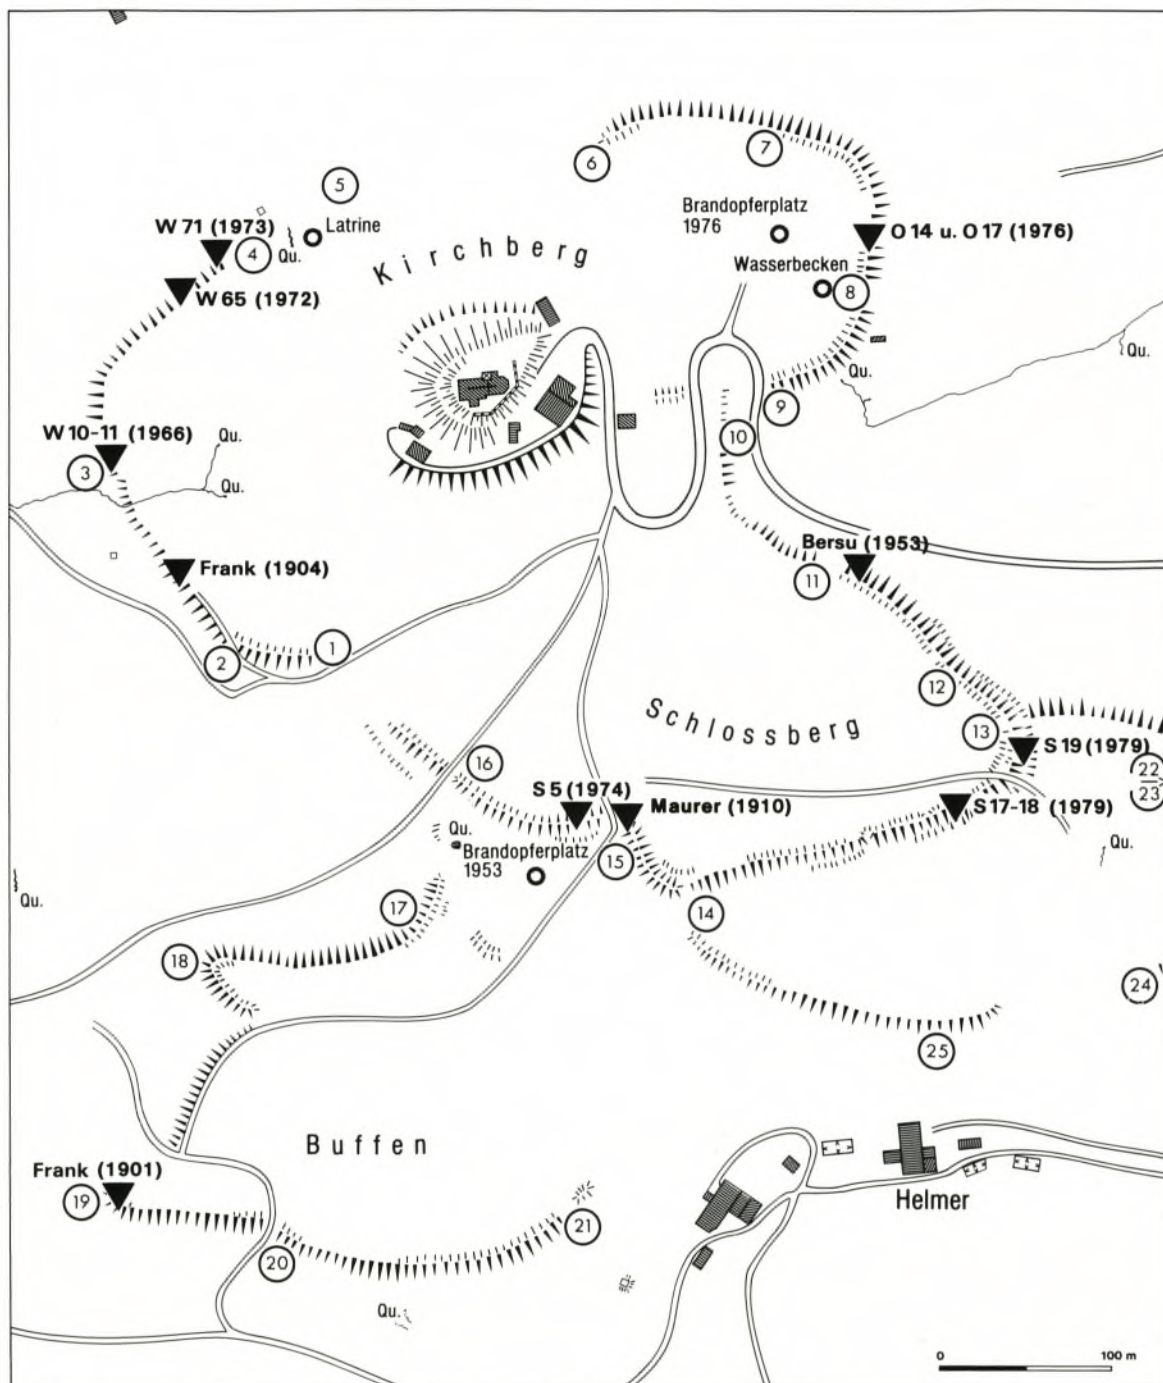 7
6
5
Brandopferplatz
1976
W 71 (1973)
Latrine
O 14 u. O 17 (1976)
4
Qu.
Kirchberg
Wasserbecken
W 65 (1972)
8
Qu.
Qu.
9
W 10-11 (1966)
Qu.
10
3
Qu.
Bersu (1953)
Frank (1904)
11
1
2
12
Schlossberg
13
S 19 (1979)
16
22
23
S 5 (1974)
Maurer (1910)
S 17-18 (1979)
Qu.
Qu.
Brandopferplatz
1953
15
Qu.
17
14
18
24
25
Buffen
Frank (1901)
19
Helmer
21
20
Qu.
0 100 m